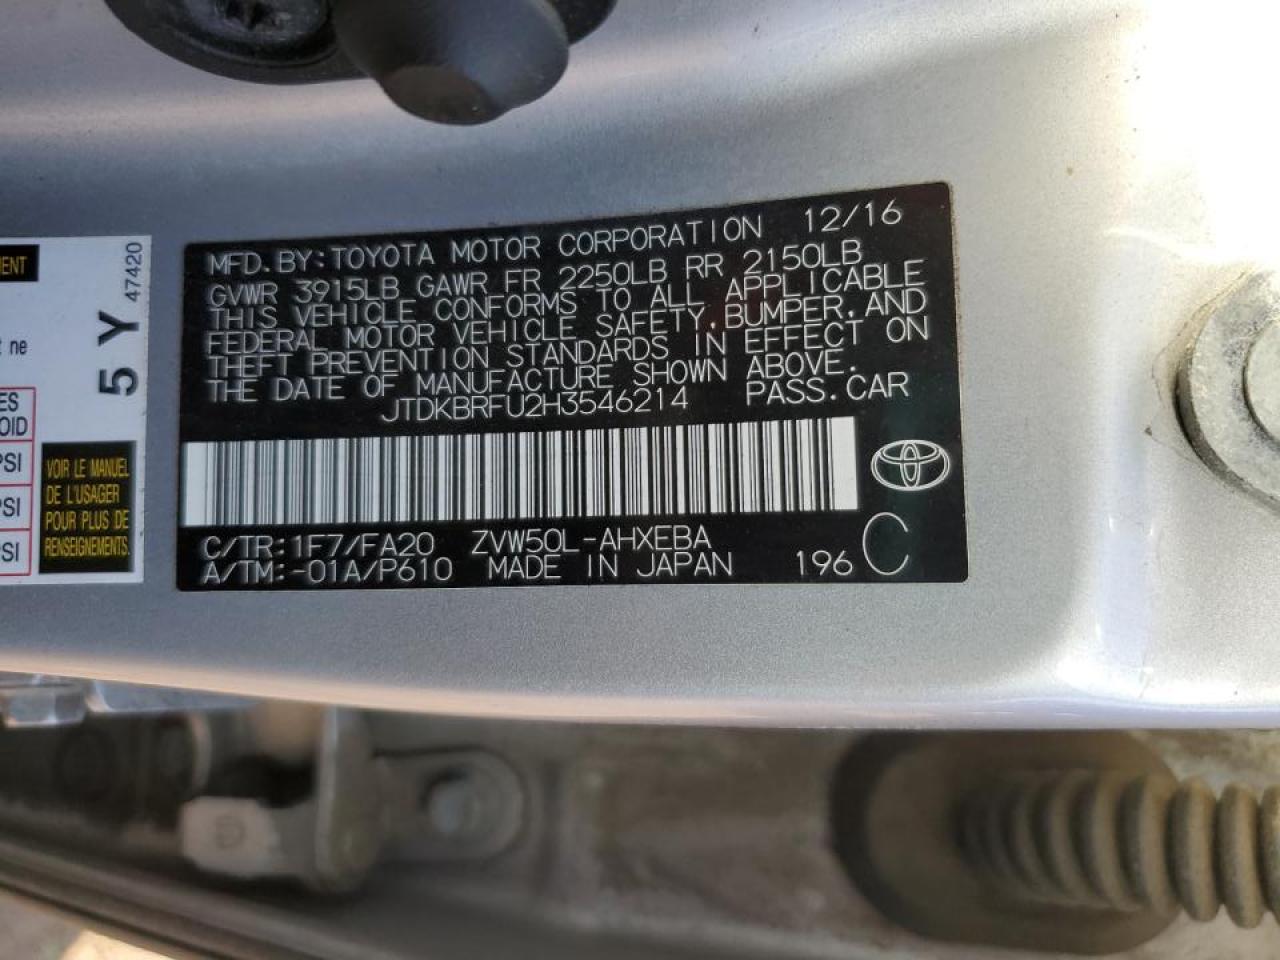 MFD.BY:TOYOTA MOTOR CORPORATION 12/16
GVWR 3915LB GAWR FR 2250LB RR 2150LB
THIS VEHICLE CONFORMS TO ALL APPLICABLE
FEDERAL MOTOR VEHICLE SAFETY,BUMPER,AND
THEFT PREVENTION STANDARDS IN EFFECT ON
THE DATE OF MANUFACTURE SHOWN ABOVE.
JTDKBRFU2H3546214 PASS.CAR
C/TR:1F7/FA20 ZVW50L-AHXEBA
A/TM:-01A/P610 MADE IN JAPAN 196 C
5 Y 47420
ne
PSI
VOIR LE MANUEL
DE L'USAGER
POUR PLUS DE
RENSEIGNEMENTS.